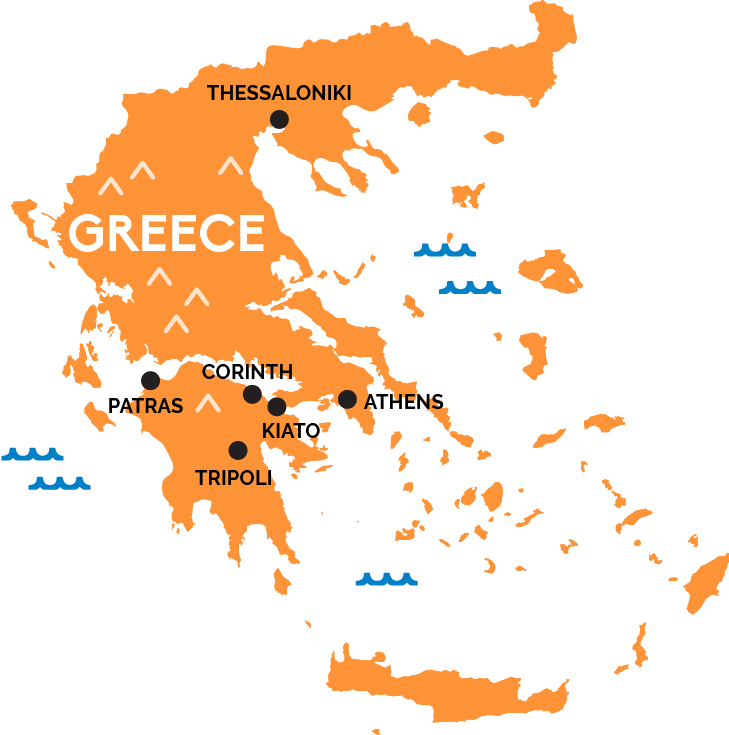 THESSALONIKI
GREECE
CORINTH
PATRAS
ATHENS
KIATO
TRIPOLI